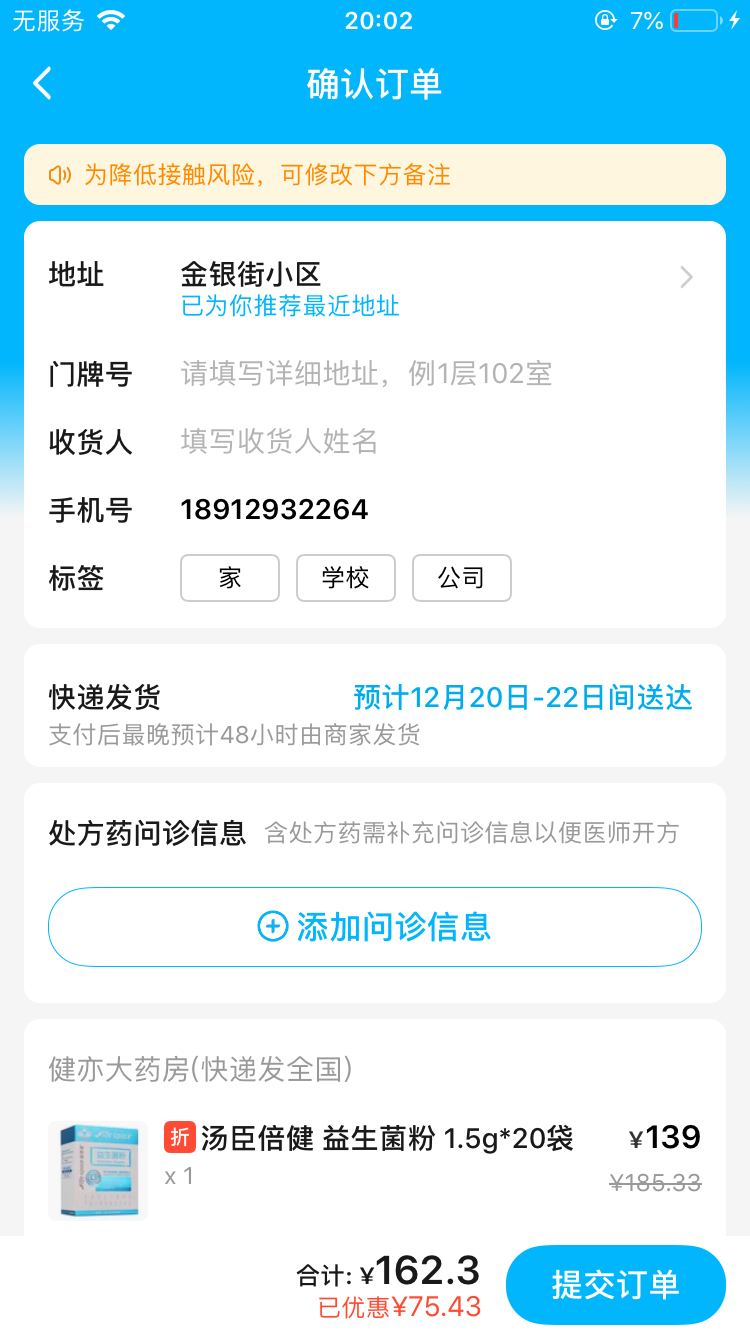 无服务 20:02 7%
确认订单
为降低接触风险，可修改下方备注
地址 金银街小区
已为你推荐最近地址
门牌号 请填写详细地址，例1层102室
收货人 填写收货人姓名
手机号 18912932264
标签 家 学校 公司
快递发货 预计12月20日-22日间送达
支付后最晚预计48小时由商家发货
处方药问诊信息 含处方药需补充问诊信息以便医师开方
添加问诊信息
健亦大药房(快递发全国)
折 汤臣倍健 益生菌粉 1.5g*20袋 ¥139
x 1 ¥185.33
益生菌粉
合计: ¥162.3
已优惠¥75.43
提交订单